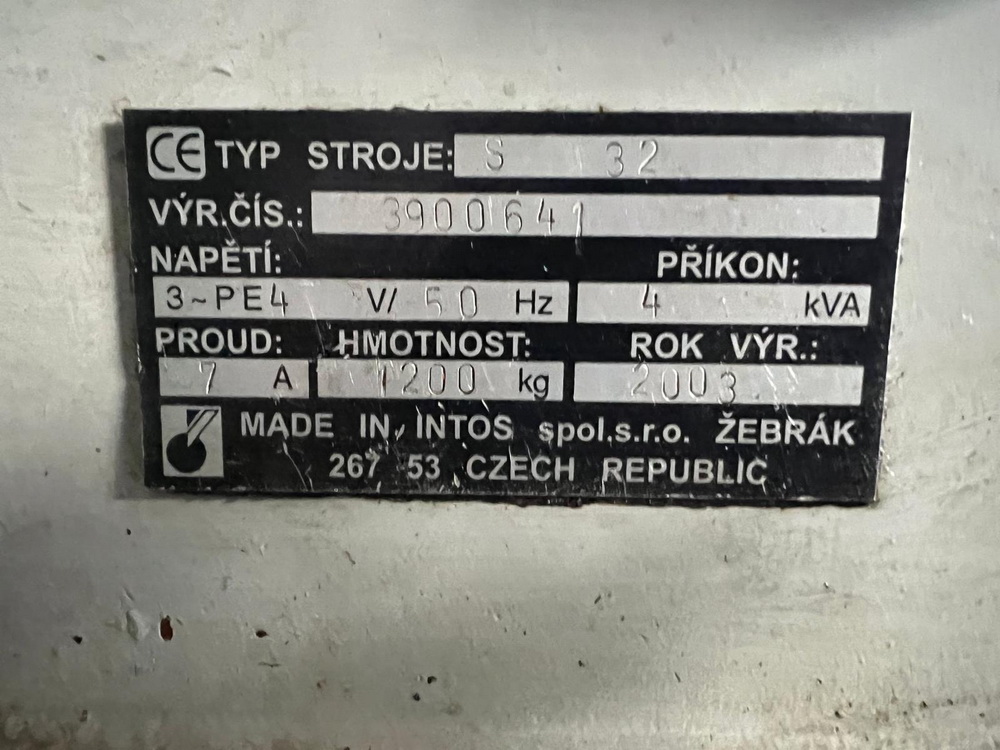 CE TYP STROJE: S 32
VÝR.ČÍS.: 3900641
NAPĚTÍ: PŘÍKON:
3~PE4 V/ 50 Hz 4 kVA
PROUD: HMOTNOST: ROK VÝR.:
7 A 1200 kg 2003
MADE IN INTOS spol.s.r.o. ŽEBRÁK
267 53 CZECH REPUBLIC